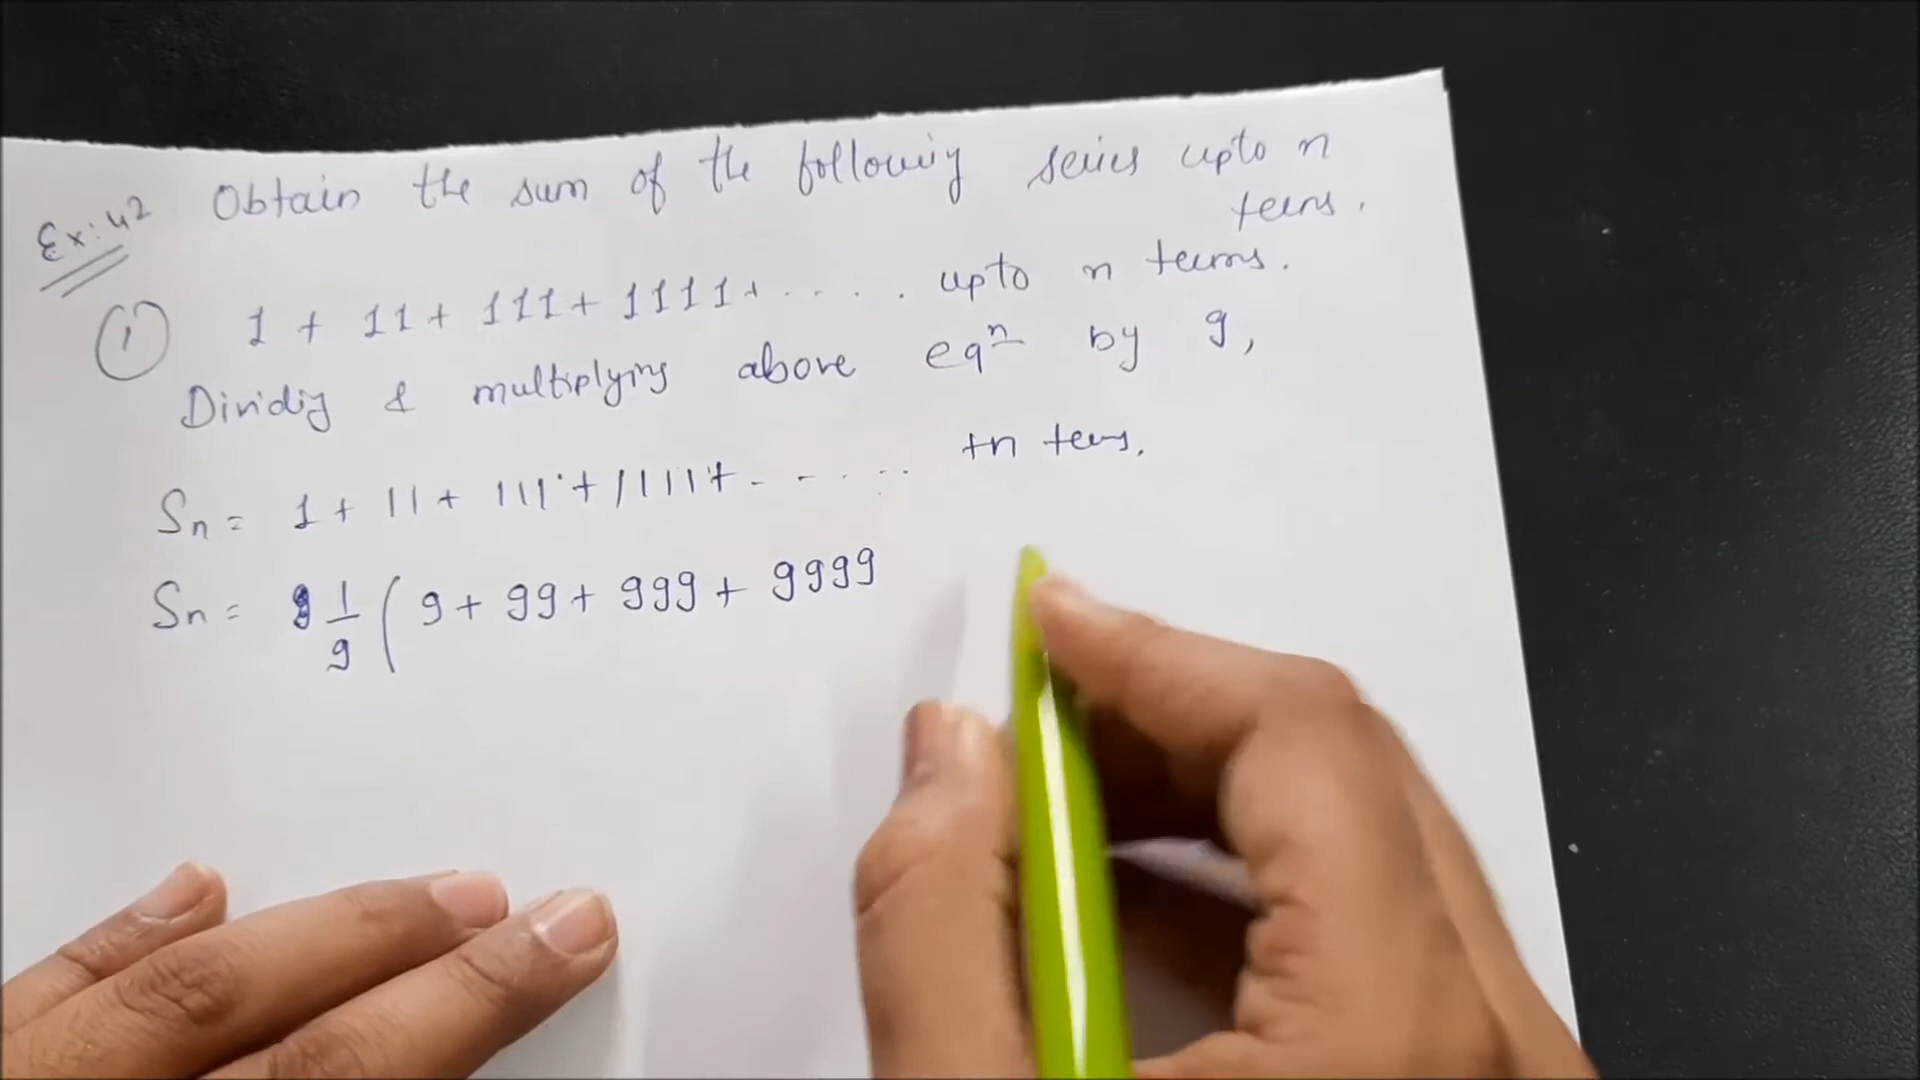 Ex:42 Obtain the sum of the following series upto n
terms.
① 1 + 11 + 111 + 1111 + . . . . upto n terms.
Dividing & multiplying above eqⁿ by 9,
Sn = 1 + 11 + 111 + 1111 + - - . . . . +n terms.
Sn = 1/9 ( 9 + 99 + 999 + 9999